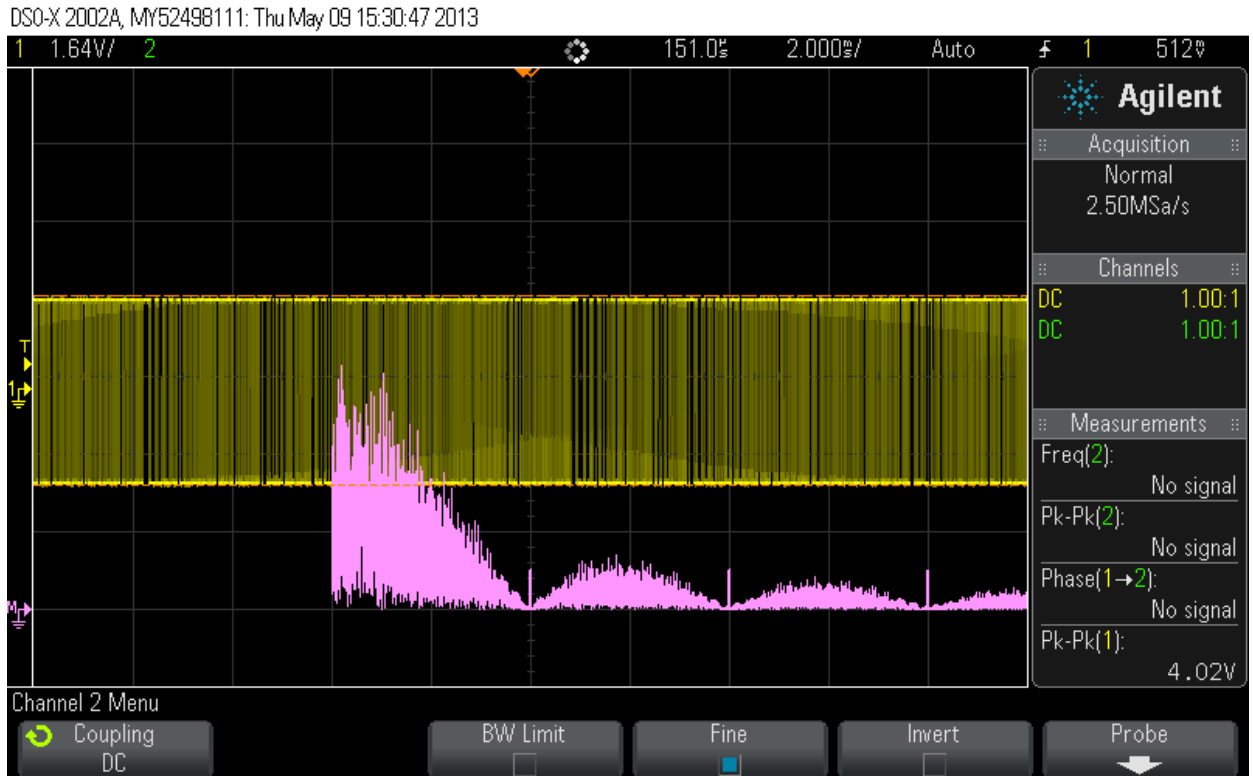 DSO-X 2002A, MY52498111: Thu May 09 15:30:47 2013
1 1.64V/ 2 151.0µs 2.000ms/ Auto 1 512mV
Agilent
Acquisition
Normal
2.50MSa/s
Channels
DC 1.00:1
DC 1.00:1
Measurements
Freq(2):
No signal
Pk-Pk(2):
No signal
Phase(1→2):
No signal
Pk-Pk(1):
4.02V
T
1
M
Channel 2 Menu
Coupling
DC
BW Limit
Fine
Invert
Probe